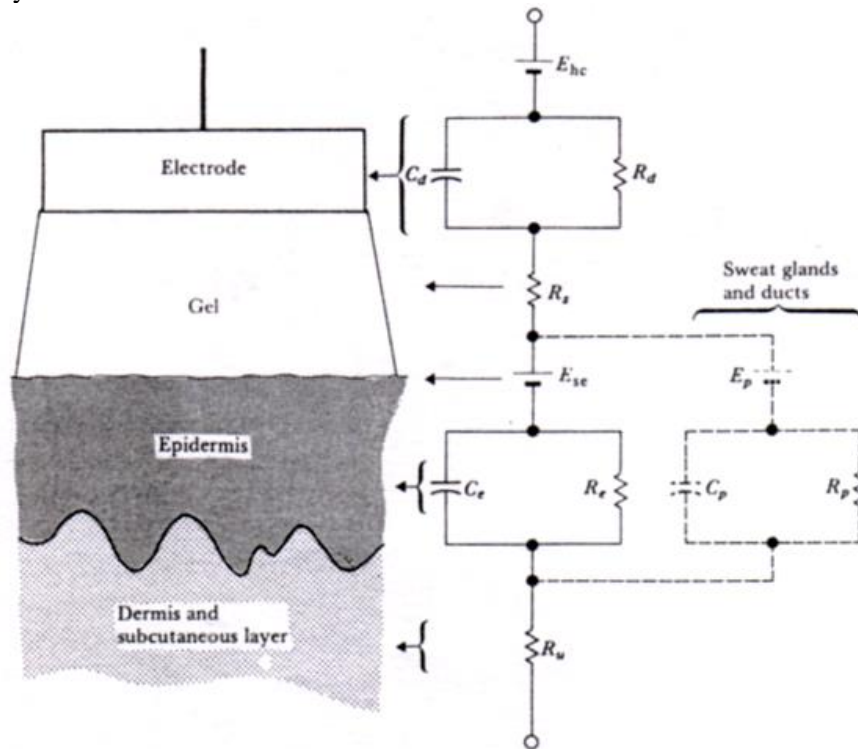 E_hc
Electrode
C_d
R_d
Sweat glands
and ducts
Gel
R_s
E_se
E_p
Epidermis
C_e
R_e
C_p
R_p
Dermis and
subcutaneous layer
R_u